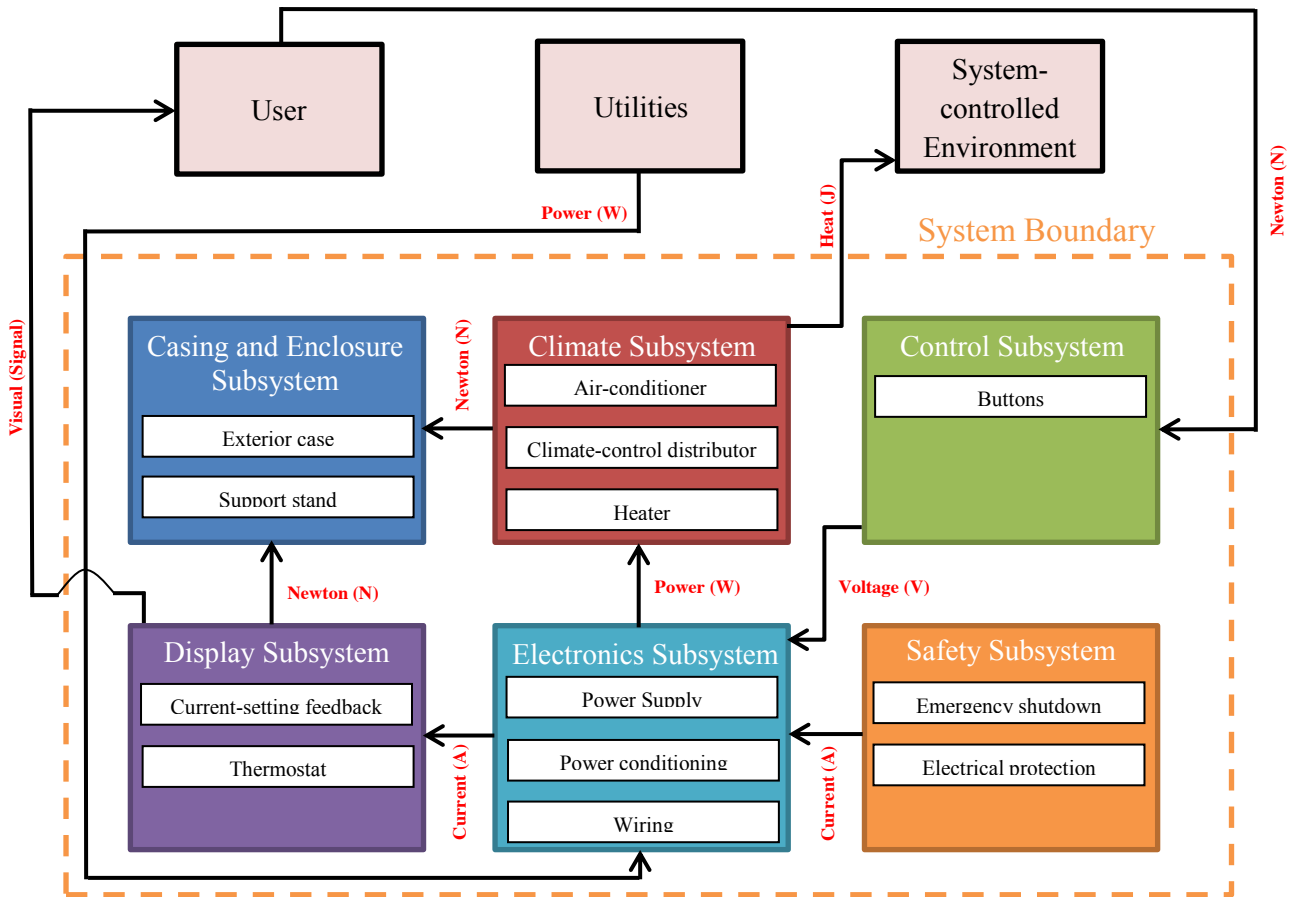 User
Utilities
System-
controlled
Environment
Power (W)
Heat (J)
Newton (N)
System Boundary
Visual (Signal)
Casing and Enclosure
Subsystem
Exterior case
Support stand
Newton (N)
Climate Subsystem
Air-conditioner
Climate-control distributor
Heater
Control Subsystem
Buttons
Newton (N)
Power (W)
Voltage (V)
Display Subsystem
Current-setting feedback
Thermostat
Current (A)
Electronics Subsystem
Power Supply
Power conditioning
Wiring
Current (A)
Safety Subsystem
Emergency shutdown
Electrical protection